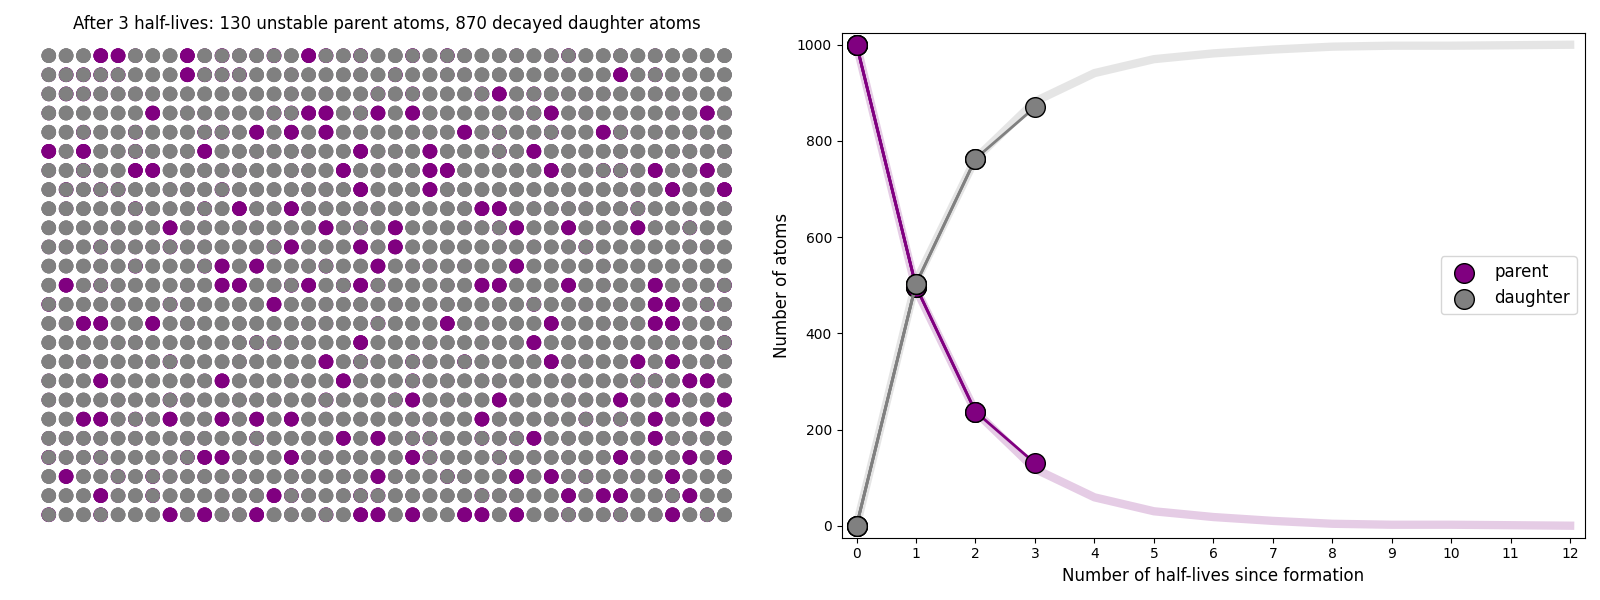 After 3 half-lives: 130 unstable parent atoms, 870 decayed daughter atoms
1000
800
600
400
200
0
Number of atoms
parent
daughter
0 1 2 3 4 5 6 7 8 9 10 11 12
Number of half-lives since formation